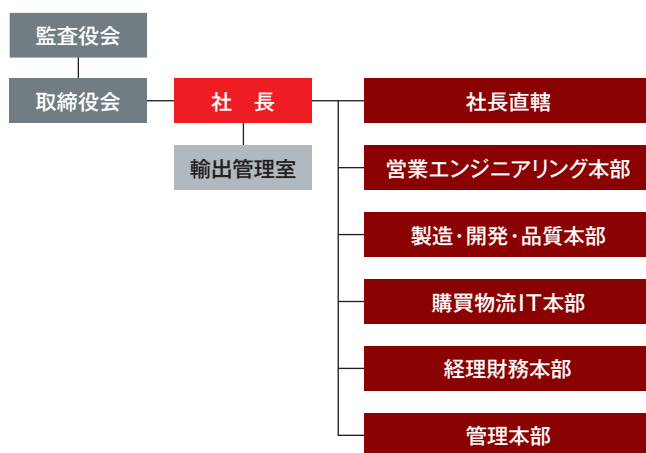 監査役会
取締役会
社　長
輸出管理室
社長直轄
営業エンジニアリング本部
製造・開発・品質本部
購買物流IT本部
経理財務本部
管理本部